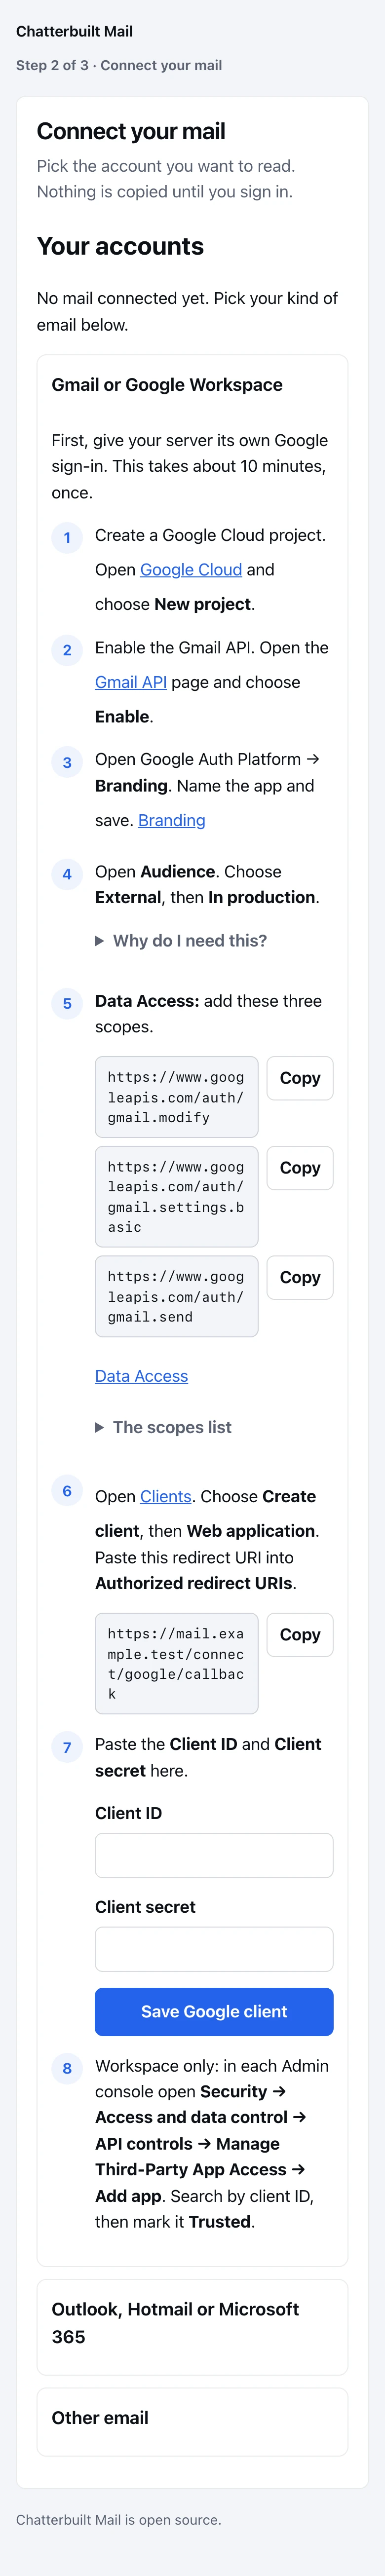 Chatterbuilt Mail
Step 2 of 3 · Connect your mail
Connect your mail
Pick the account you want to read.
Nothing is copied until you sign in.
Your accounts
No mail connected yet. Pick your kind of
email below.
Gmail or Google Workspace
First, give your server its own Google
sign-in. This takes about 10 minutes,
once.
1
Create a Google Cloud project.
Open Google Cloud and
choose New project.
2
Enable the Gmail API. Open the
Gmail API page and choose
Enable.
3
Open Google Auth Platform →
Branding. Name the app and
save. Branding
4
Open Audience. Choose
External, then In production.
▶ Why do I need this?
5
Data Access: add these three
scopes.
https://www.goog
leapis.com/auth/
gmail.modify
Copy
https://www.goog
leapis.com/auth/
gmail.settings.b
asic
Copy
https://www.goog
leapis.com/auth/
gmail.send
Copy
Data Access
▶ The scopes list
6
Open Clients. Choose Create
client, then Web application.
Paste this redirect URI into
Authorized redirect URIs.
https://mail.exa
mple.test/connec
t/google/callbac
k
Copy
7
Paste the Client ID and Client
secret here.
Client ID
Client secret
Save Google client
8
Workspace only: in each Admin
console open Security →
Access and data control →
API controls → Manage
Third-Party App Access →
Add app. Search by client ID,
then mark it Trusted.
Outlook, Hotmail or Microsoft
365
Other email
Chatterbuilt Mail is open source.